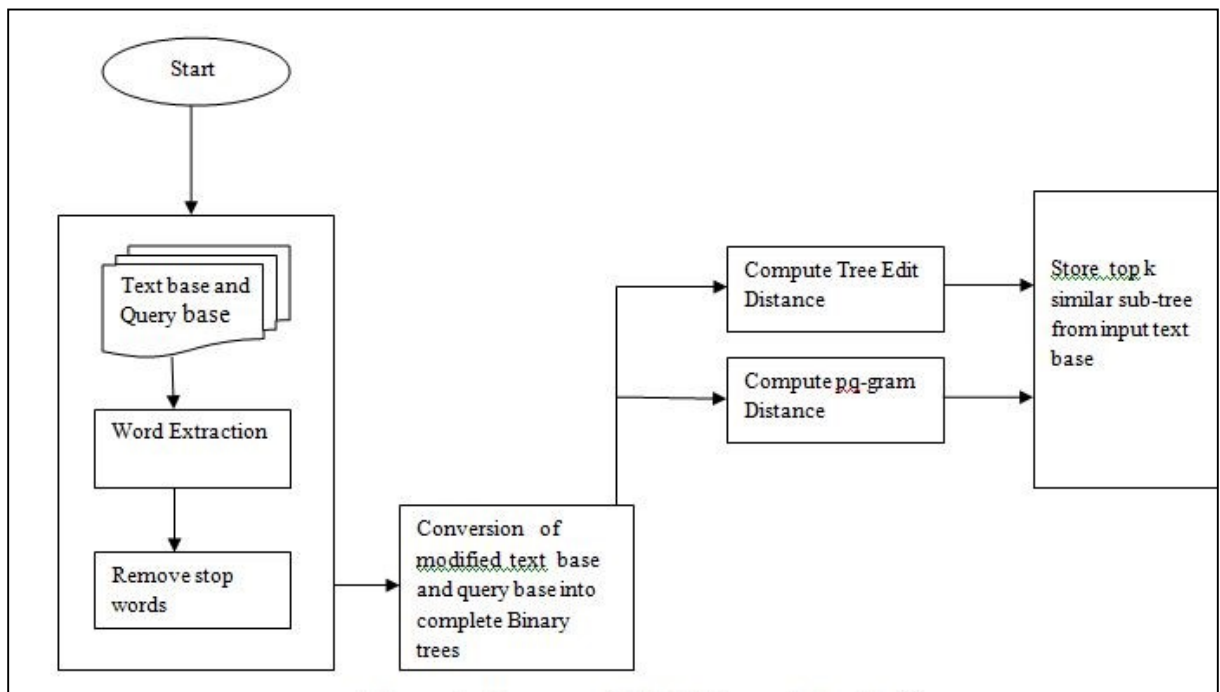 Start
Text base and
Query base
Word Extraction
Remove stop
words
Conversion of
modified text base
and query base into
complete Binary
trees
Compute Tree Edit
Distance
Compute pq-gram
Distance
Store top k
similar sub-tree
from input text
base